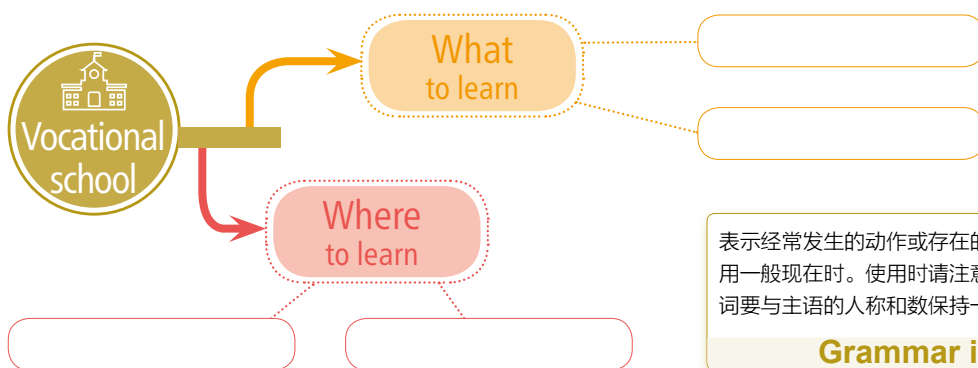 What
to learn
Vocational
school
Where
to learn
表示经常发生的动作或存在的
用一般现在时。使用时请注意
词要与主语的人称和数保持一
Grammar i